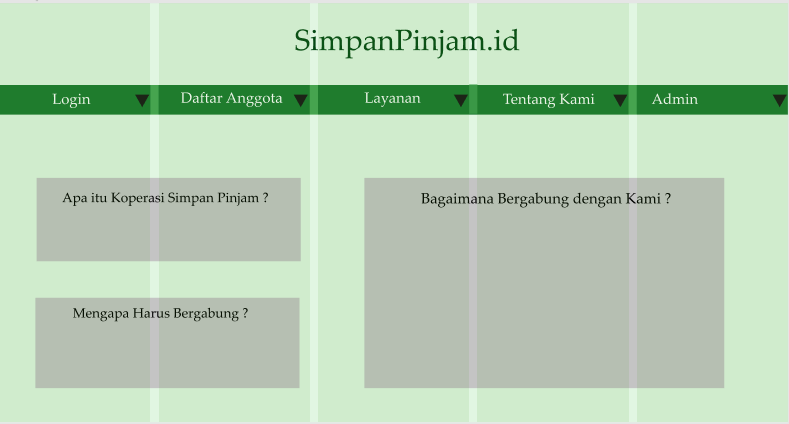 SimpanPinjam.id
Login
Daftar Anggota
Layanan
Tentang Kami
Admin
Apa itu Koperasi Simpan Pinjam ?
Bagaimana Bergabung dengan Kami ?
Mengapa Harus Bergabung ?